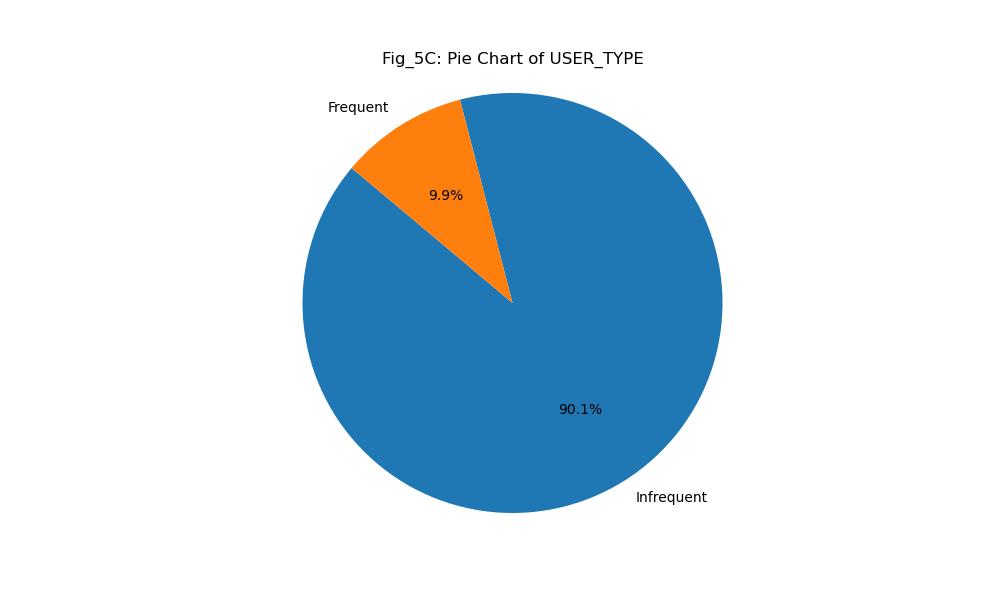 Fig_5C: Pie Chart of USER_TYPE
Frequent
9.9%
90.1%
Infrequent